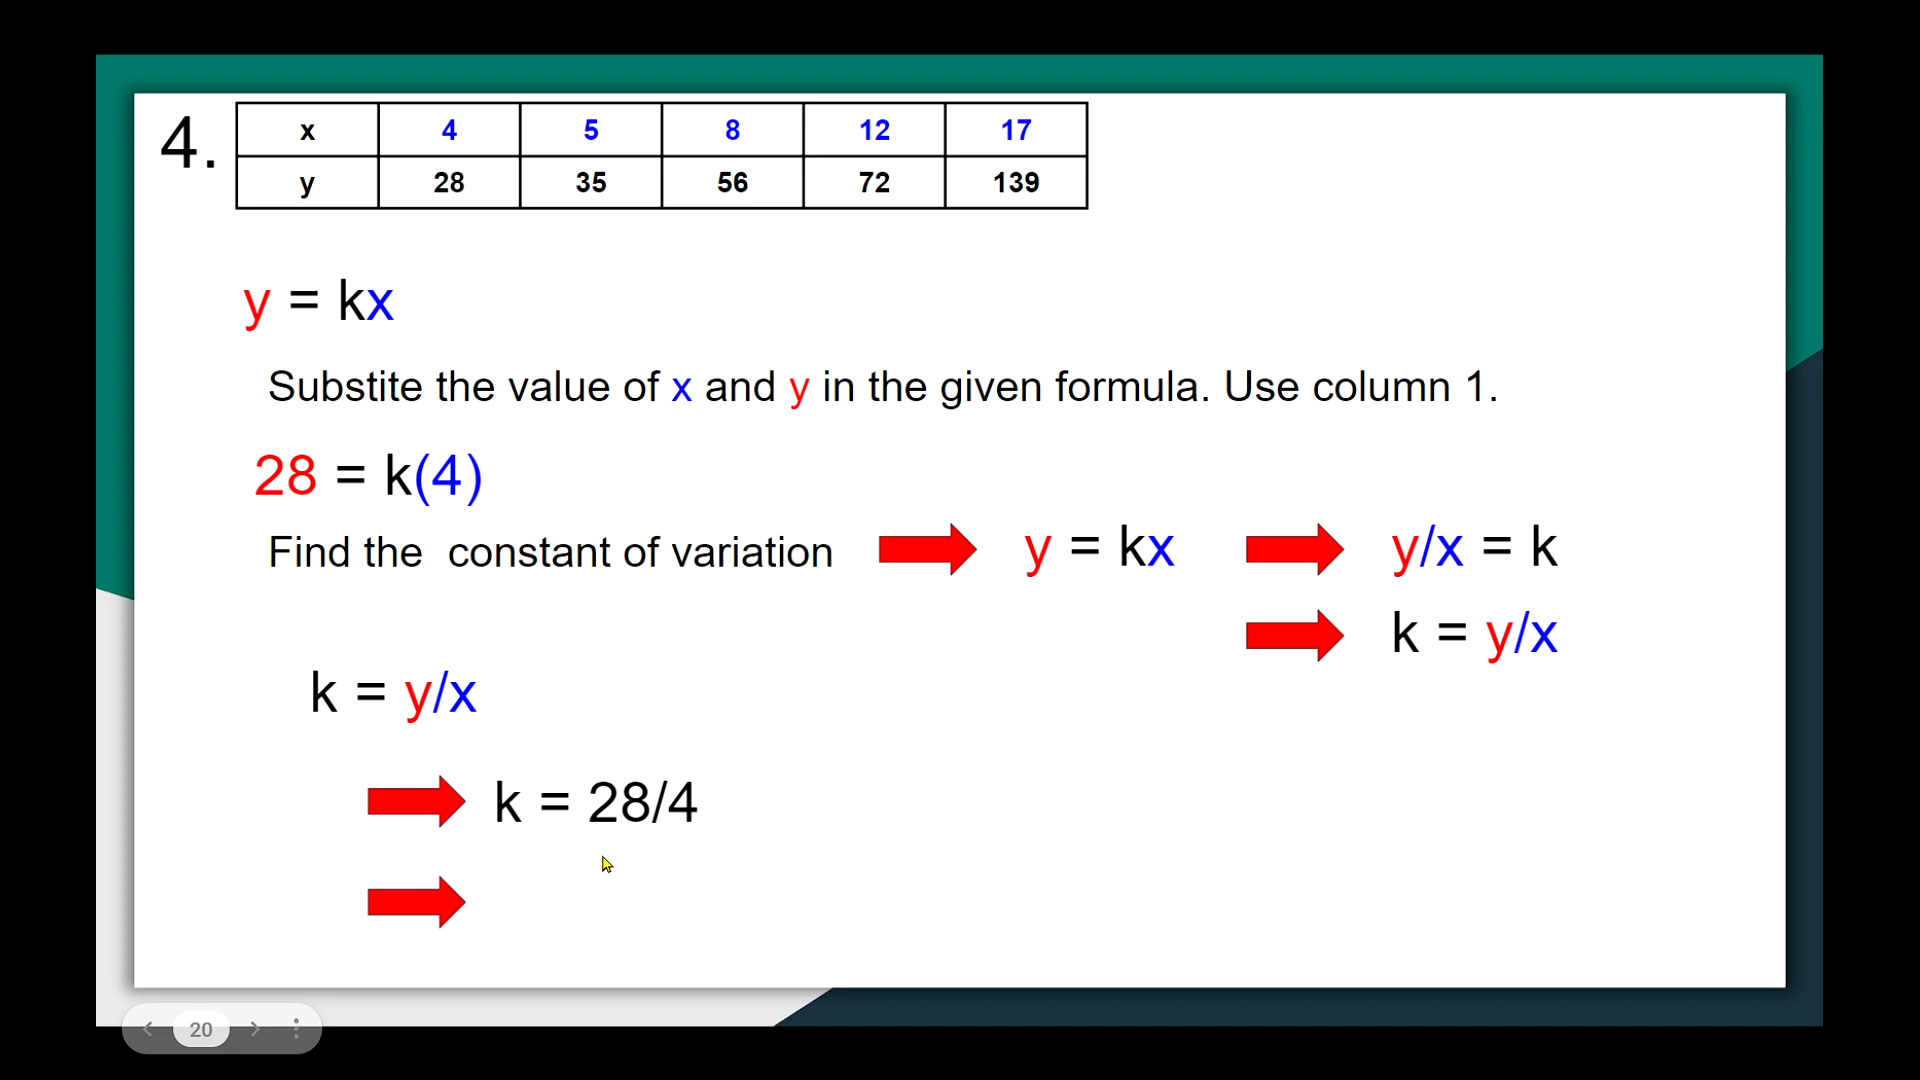 4.
x 4 5 8 12 17
y 28 35 56 72 139
y = kx
Substite the value of x and y in the given formula. Use column 1.
28 = k(4)
Find the constant of variation y = kx y/x = k
k = y/x
k = y/x
k = 28/4
20